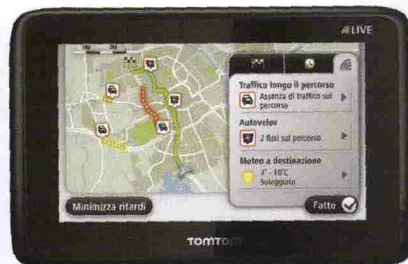 LIVE
Traffico lungo il percorso
Assenza di traffico sul
percorso
Autovelox
2 fissi sul percorso
Meteo a destinazione
4° - 10°C
Soleggiato
Minimizza ritardi
Fatto
TOMTOM